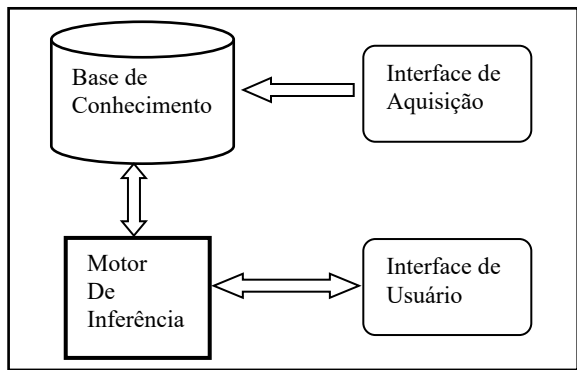 Base de
Conhecimento
Interface de
Aquisição
Motor
De
Inferência
Interface de
Usuário